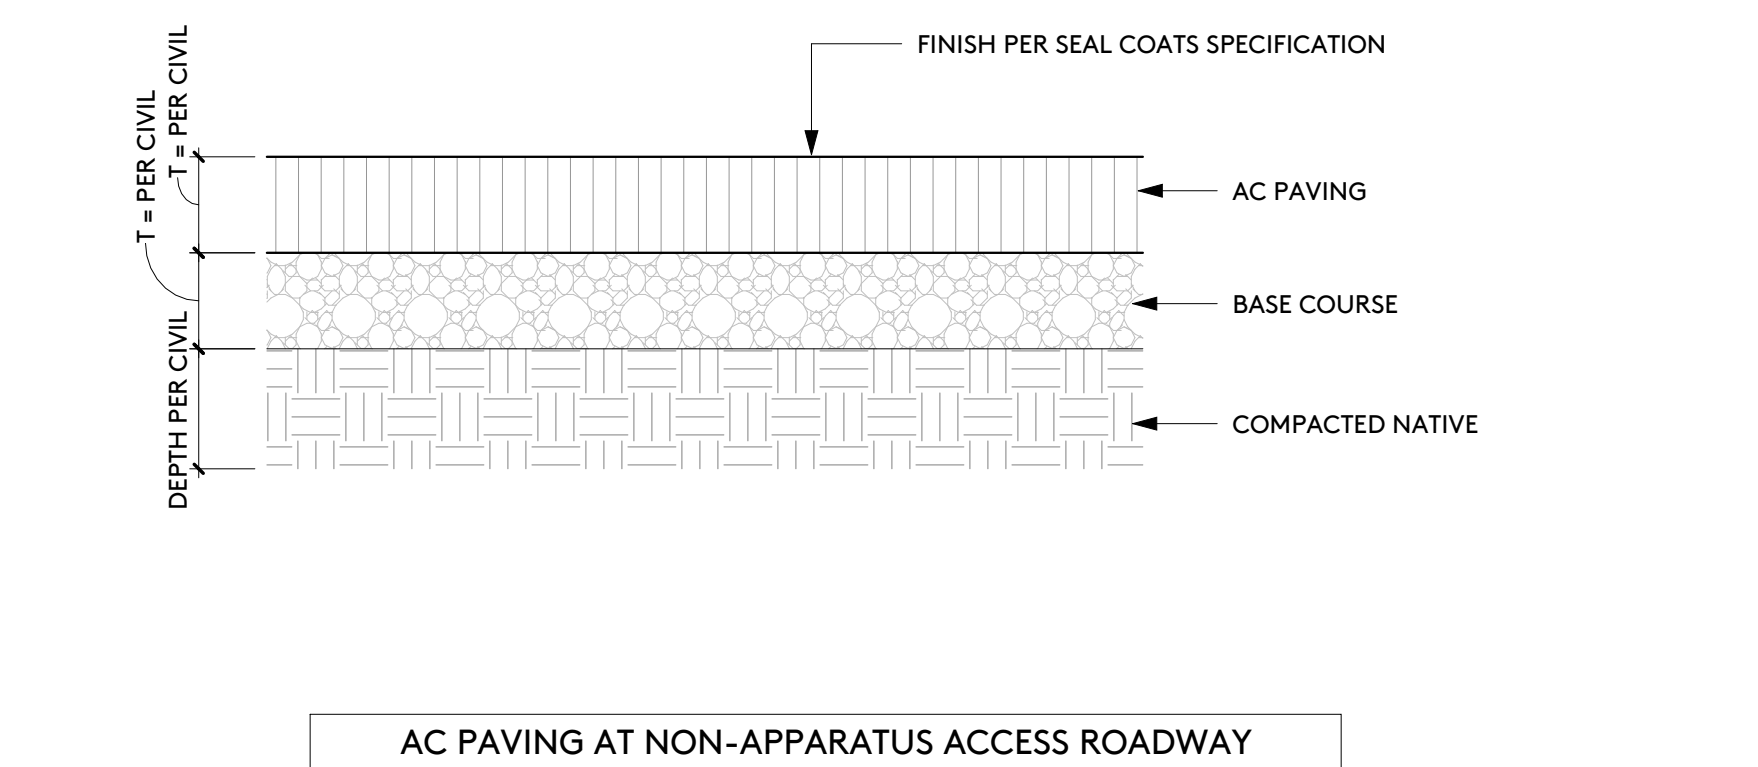 FINISH PER SEAL COATS SPECIFICATION
T = PER CIVIL
T = PER CIVIL
AC PAVING
BASE COURSE
DEPTH PER CIVIL
COMPACTED NATIVE
AC PAVING AT NON-APPARATUS ACCESS ROADWAY